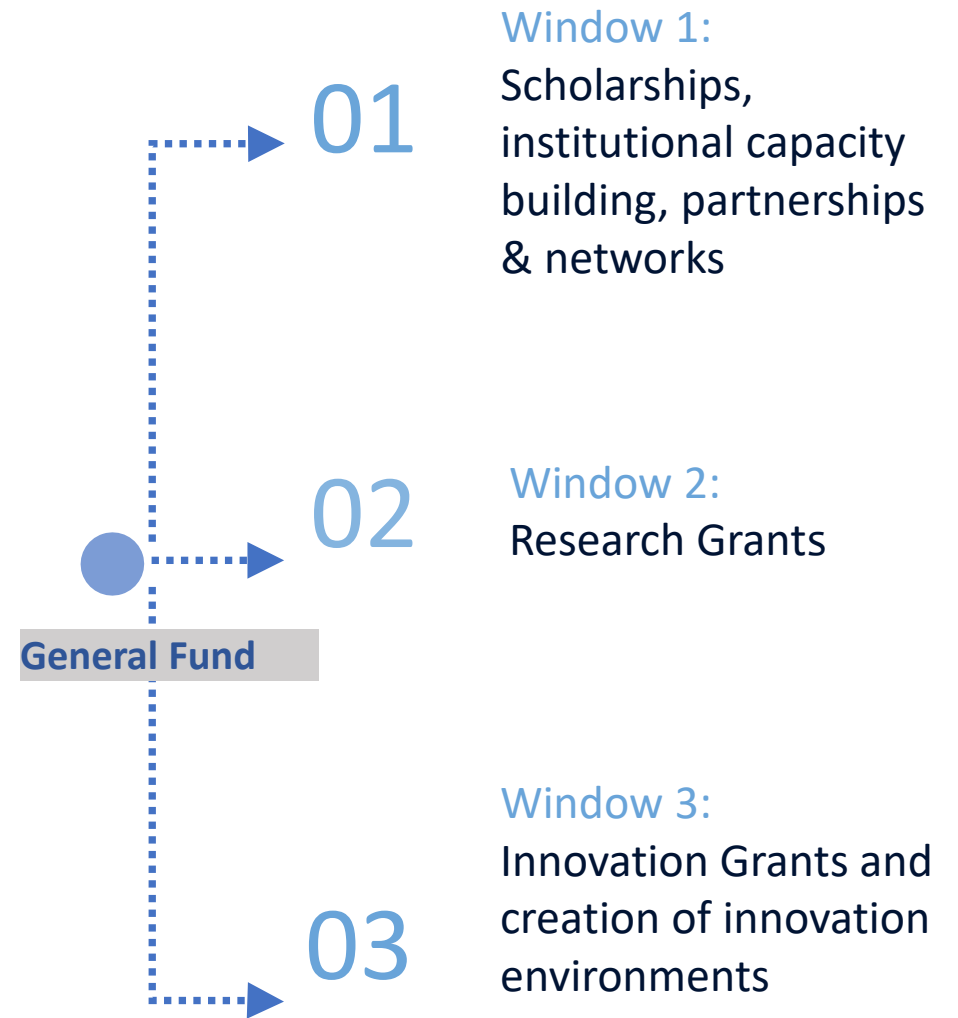 01
Window 1:
Scholarships,
institutional capacity
building, partnerships
& networks
02
Window 2:
Research Grants
General Fund
03
Window 3:
Innovation Grants and
creation of innovation
environments